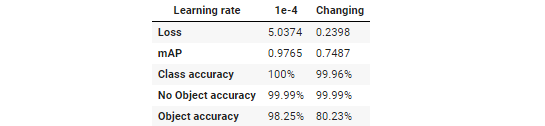 Learning rate 1e-4 Changing
Loss 5.0374 0.2398
mAP 0.9765 0.7487
Class accuracy 100% 99.96%
No Object accuracy 99.99% 99.99%
Object accuracy 98.25% 80.23%